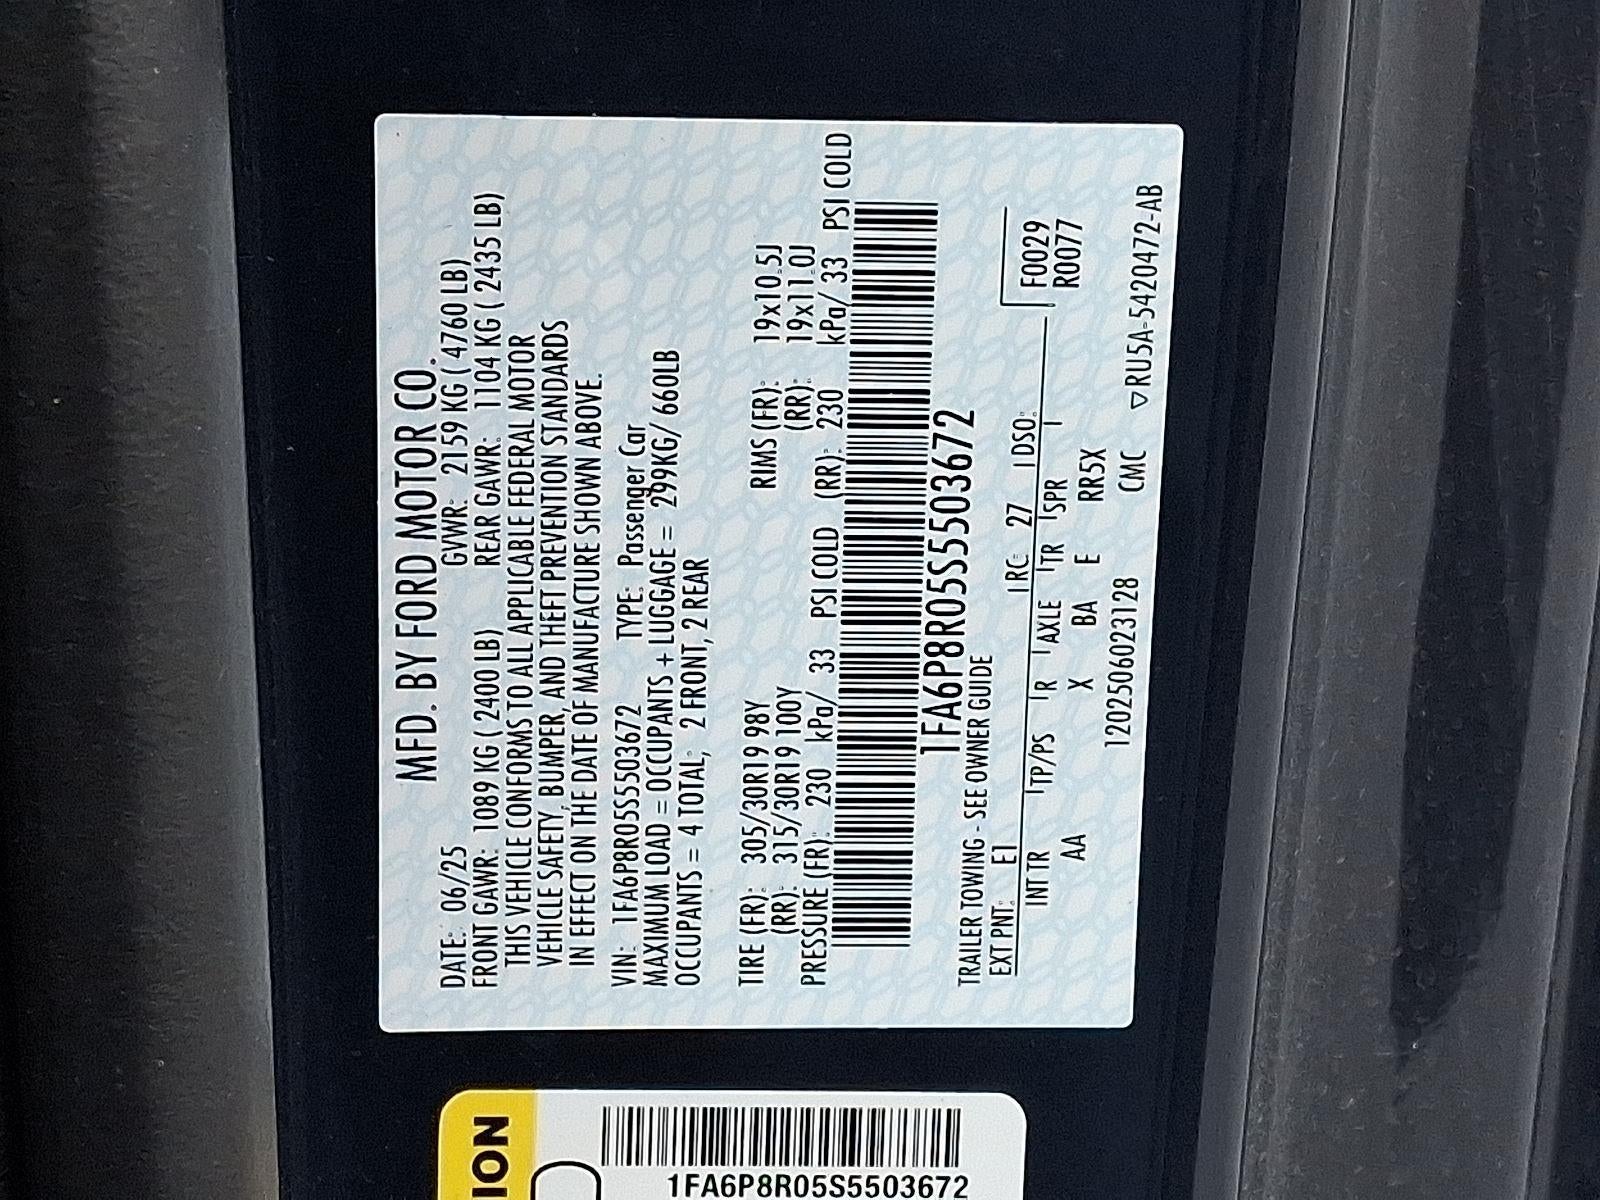 MFD. BY FORD MOTOR CO.
DATE: 06/25 GVWR: 2159 KG ( 4760 LB)
FRONT GAWR: 1089 KG ( 2400 LB) REAR GAWR: 1104 KG ( 2435 LB)
THIS VEHICLE CONFORMS TO ALL APPLICABLE FEDERAL MOTOR
VEHICLE SAFETY, BUMPER, AND THEFT PREVENTION STANDARDS
IN EFFECT ON THE DATE OF MANUFACTURE SHOWN ABOVE.
VIN: 1FA6P8R05S5503672 TYPE: Passenger Car
MAXIMUM LOAD = OCCUPANTS + LUGGAGE = 299KG/ 660LB
OCCUPANTS = 4 TOTAL, 2 FRONT, 2 REAR
TIRE (FR): 305/30R19 98Y RIMS (FR): 19x10.5J
(RR): 315/30R19 100Y (RR): 19x11.0J
PRESSURE (FR): 230 kPa/ 33 PSI COLD (RR): 230 kPa/ 33 PSI COLD
1FA6P8R05S5503672
TRAILER TOWING - SEE OWNER GUIDE
EXT PNT: E1 RC: 27 DSO: F0029
INT TR TP/PS R AXLE TR SPR R0077
AA X BA E RR5X
1202506023128 CMC ▽RU5A-5420472-AB
ION
1FA6P8R05S5503672